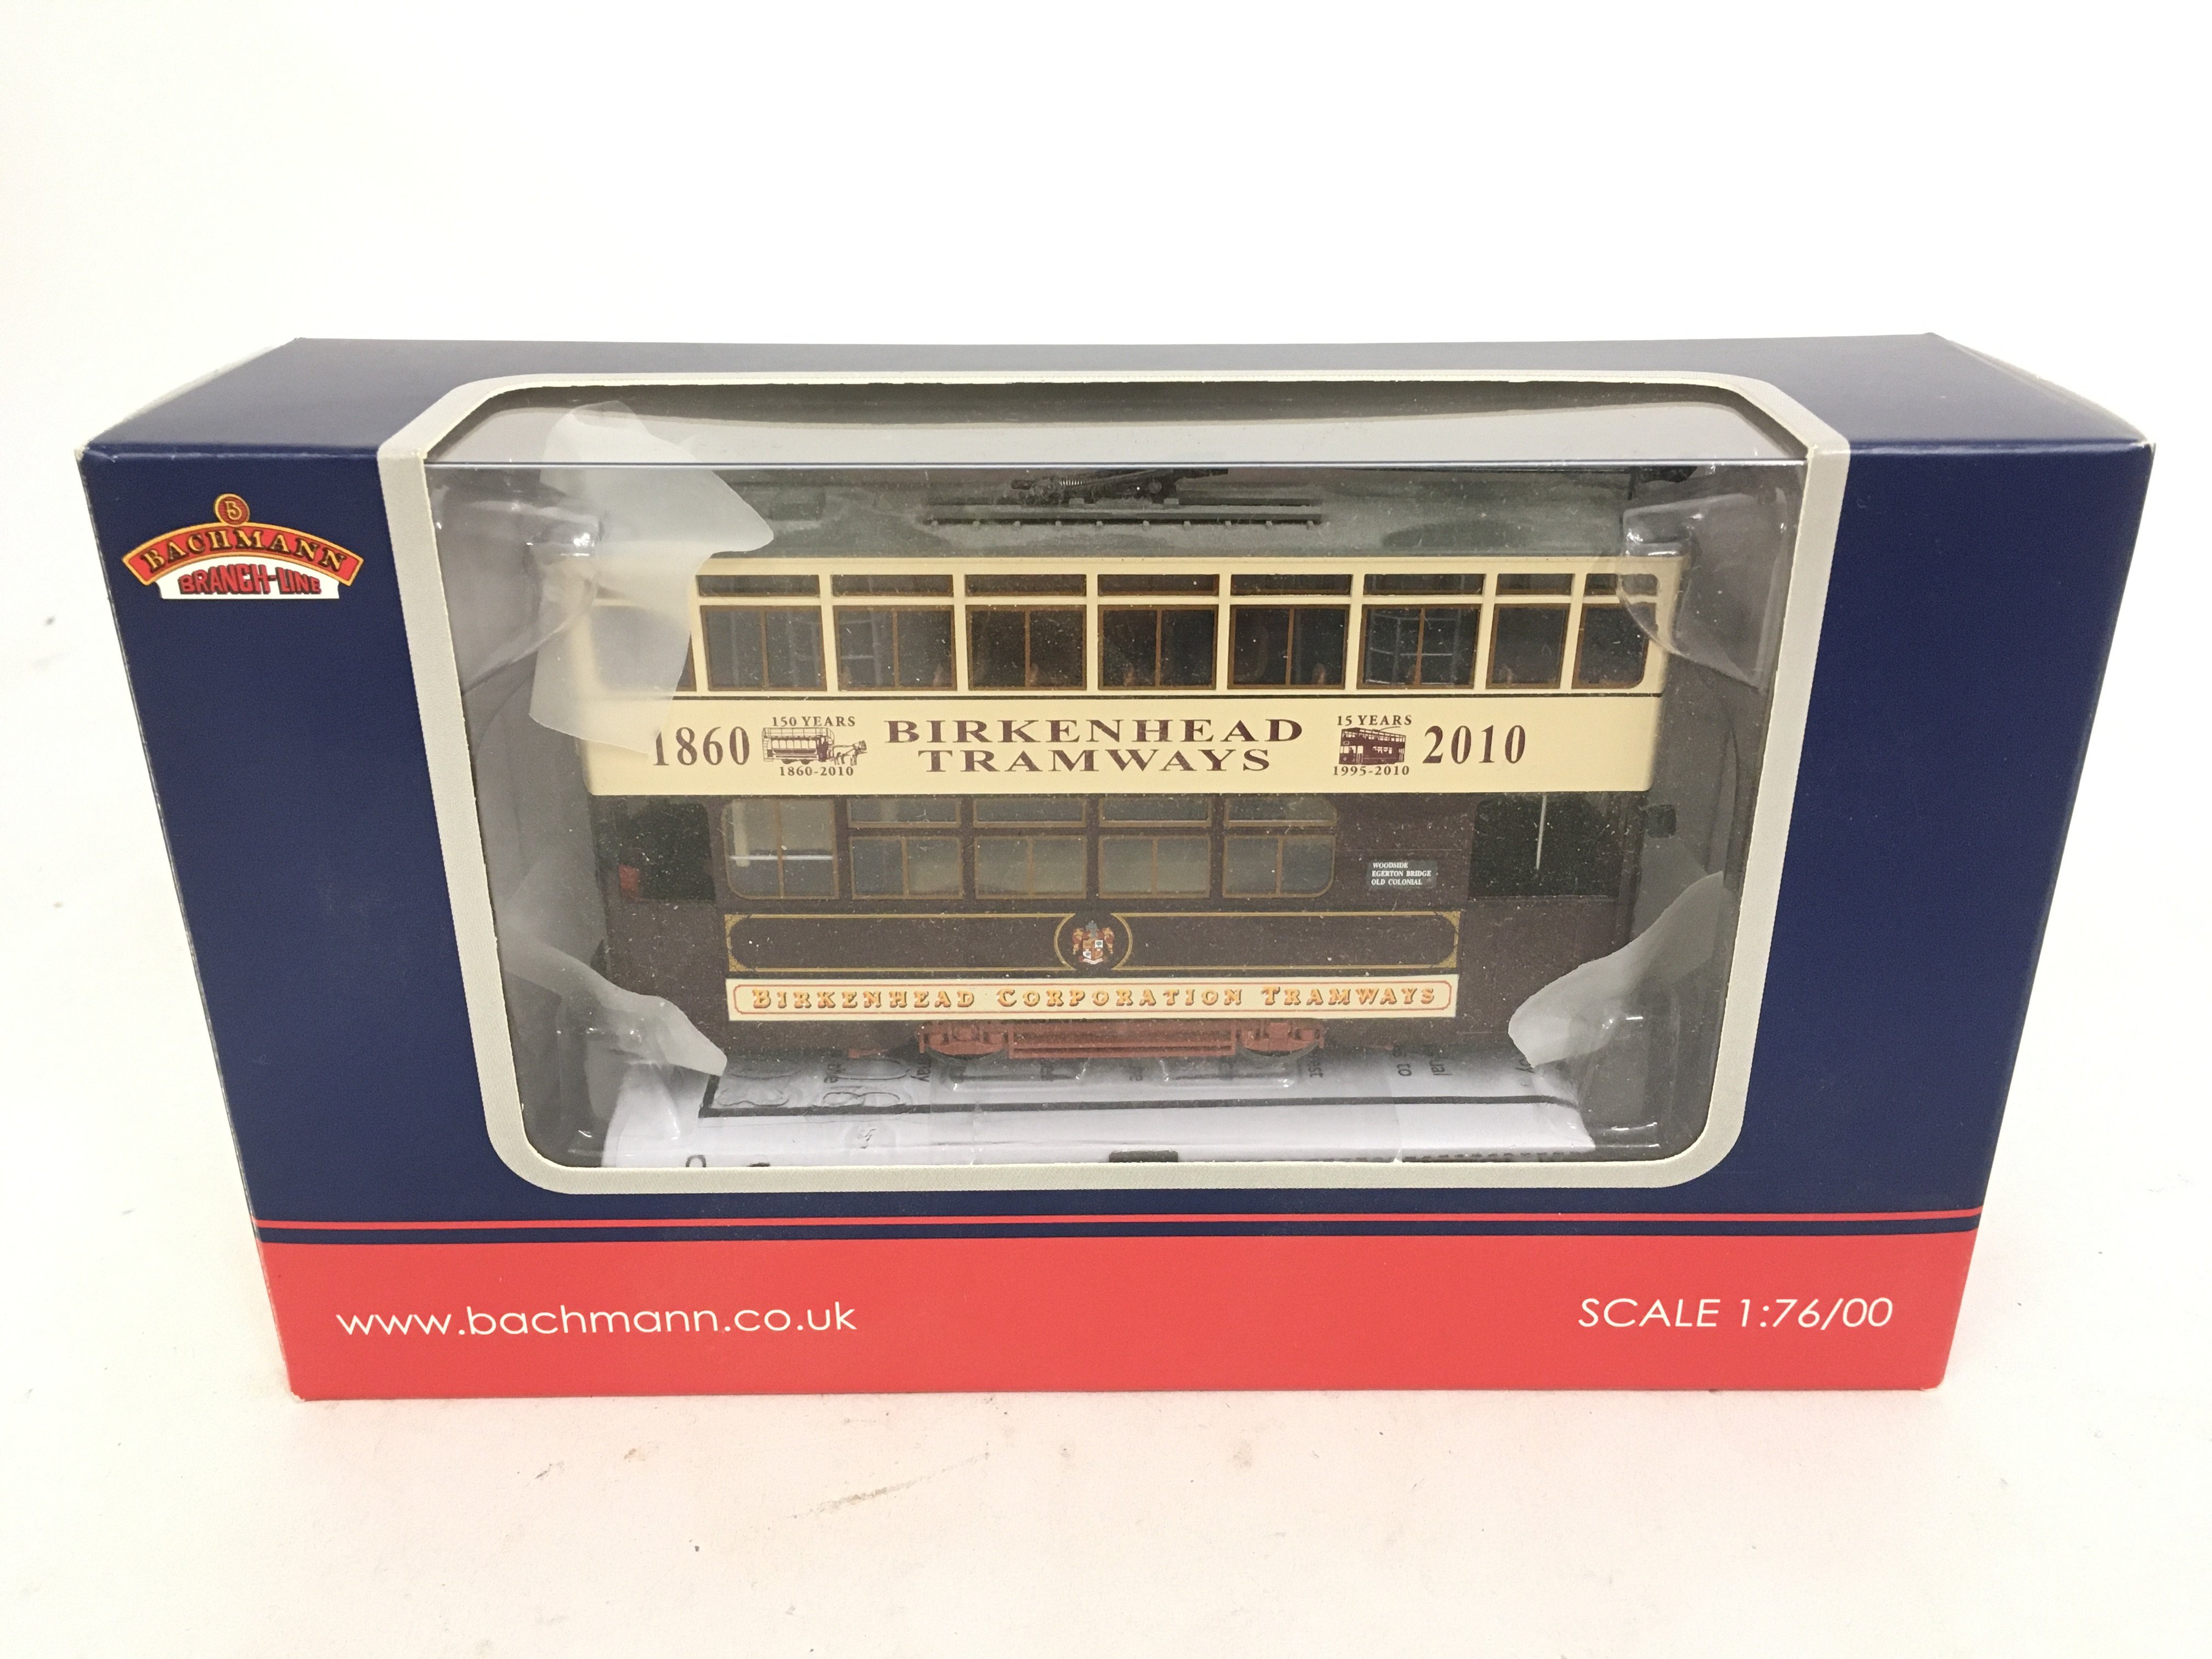 B
BACHMANN
BRANCH-LINE
1860
150 YEARS
1860-2010
BIRKENHEAD
TRAMWAYS
15 YEARS
1995-2010
2010
WOODSIDE
EGERTON BRIDGE
OLD COLONIAL
BIRKENHEAD CORPORATION TRAMWAYS
www.bachmann.co.uk
SCALE 1:76/00